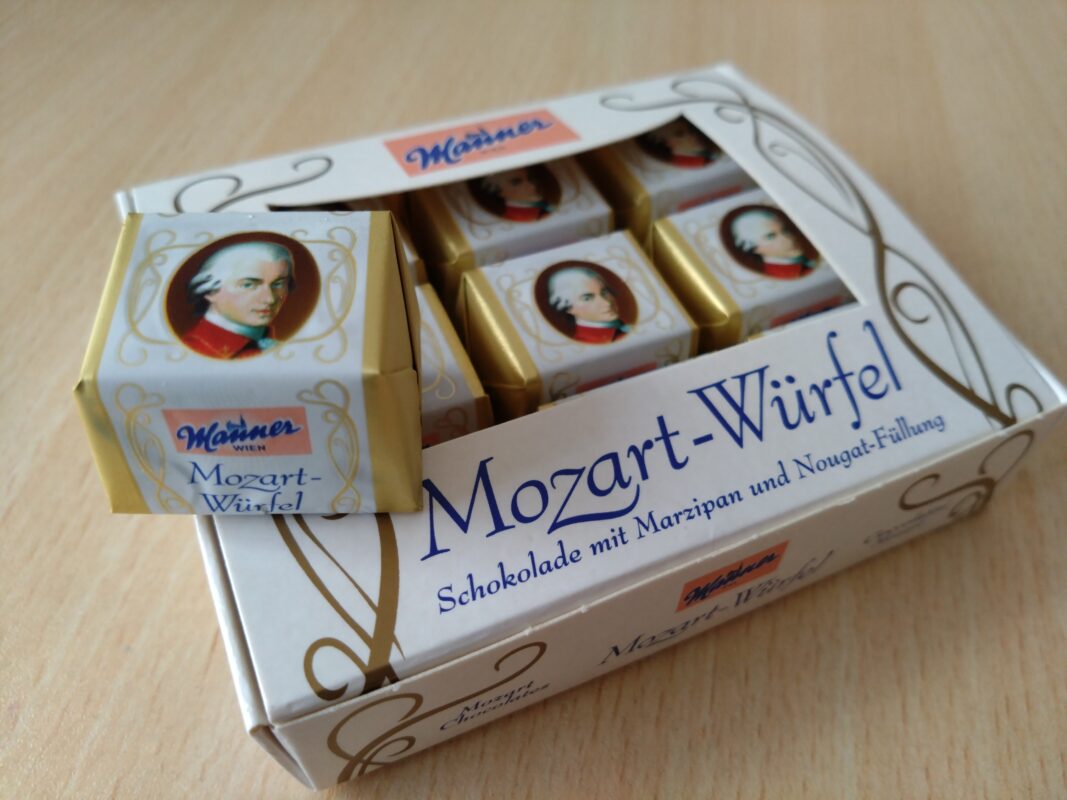 Manner
Manner
WIEN
Mozart-
Würfel
Mozart-Würfel
Schokolade mit Marzipan und Nougat-Füllung
Manner
Mozart-Würfel
Mozart
Chocolates